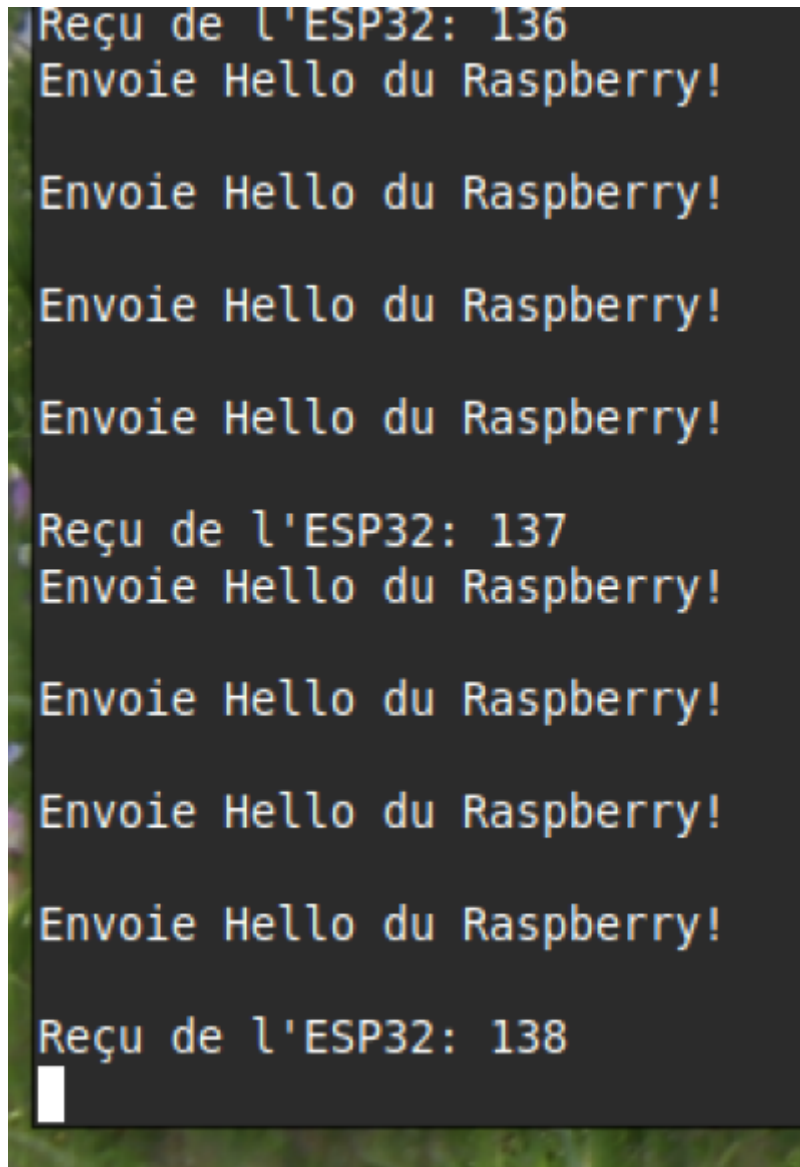 Reçu de l'ESP32: 136
Envoie Hello du Raspberry!
Envoie Hello du Raspberry!
Envoie Hello du Raspberry!
Envoie Hello du Raspberry!
Reçu de l'ESP32: 137
Envoie Hello du Raspberry!
Envoie Hello du Raspberry!
Envoie Hello du Raspberry!
Envoie Hello du Raspberry!
Reçu de l'ESP32: 138